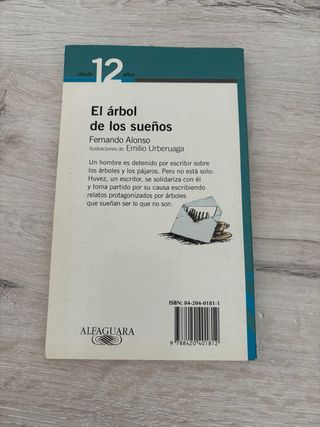 desde 12 años
El árbol
de los sueños
Fernando Alonso
Ilustraciones de Emilio Urberuaga
Un hombre es detenido por escribir sobre
los árboles y los pájaros. Pero no está solo:
Huvez, un escritor, se solidariza con él
y toma partido por su causa escribiendo
relatos protagonizados por árboles
que sueñan ser lo que no son.
ISBN: 84-204-0181-1
ALFAGUARA
9 788420 401812